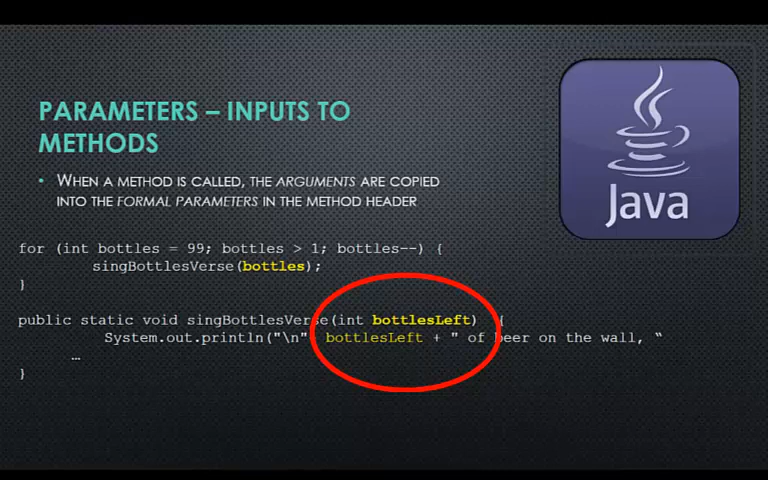 PARAMETERS – INPUTS TO
METHODS
Java
• WHEN A METHOD IS CALLED, THE ARGUMENTS ARE COPIED
INTO THE FORMAL PARAMETERS IN THE METHOD HEADER
for (int bottles = 99; bottles > 1; bottles--) {
singBottlesVerse(bottles);
}
public static void singBottlesVerse(int bottlesLeft) {
System.out.println("\n" bottlesLeft + " of beer on the wall, “
…
}